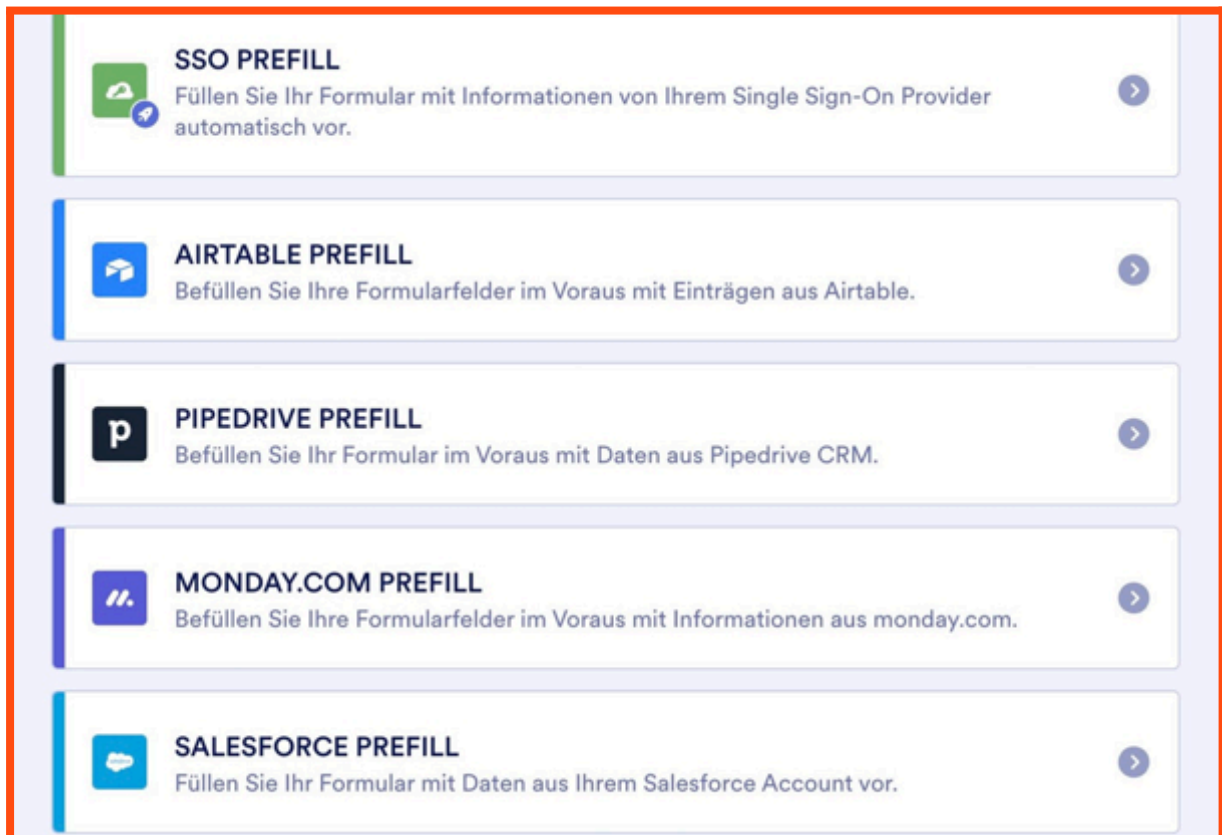 SSO PREFILL
Füllen Sie Ihr Formular mit Informationen von Ihrem Single Sign-On Provider
automatisch vor.
AIRTABLE PREFILL
Befüllen Sie Ihre Formularfelder im Voraus mit Einträgen aus Airtable.
p
PIPEDRIVE PREFILL
Befüllen Sie Ihr Formular im Voraus mit Daten aus Pipedrive CRM.
MONDAY.COM PREFILL
Befüllen Sie Ihre Formularfelder im Voraus mit Informationen aus monday.com.
SALESFORCE PREFILL
Füllen Sie Ihr Formular mit Daten aus Ihrem Salesforce Account vor.